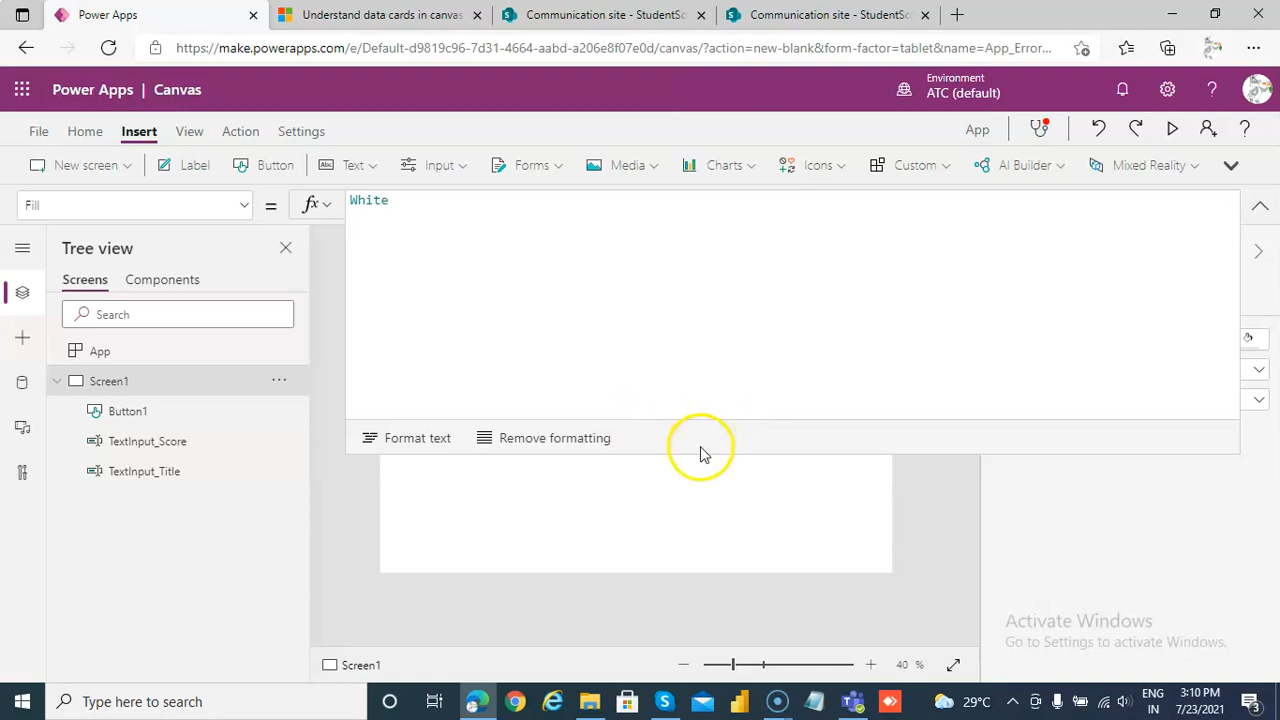 Power Apps
Understand data cards in canvas
Communication site - StudentSc
Communication site - StudentSc
https://make.powerapps.com/e/Default-d9819c96-7d31-4664-aabd-a206e8f07e0d/canvas/?action=new-blank&form-factor=tablet&name=App_Error...
Power Apps | Canvas
Environment
ATC (default)
File Home Insert View Action Settings App
New screen Label Button Text Input Forms Media Charts Icons Custom AI Builder Mixed Reality
Fill = fx White
Tree view
Screens Components
Search
App
Screen1
Button1
TextInput_Score
TextInput_Title
Format text Remove formatting
Activate Windows
Go to Settings to activate Windows.
Screen1 40 %
Type here to search
29°C
ENG
IN
3:10 PM
7/23/2021
3